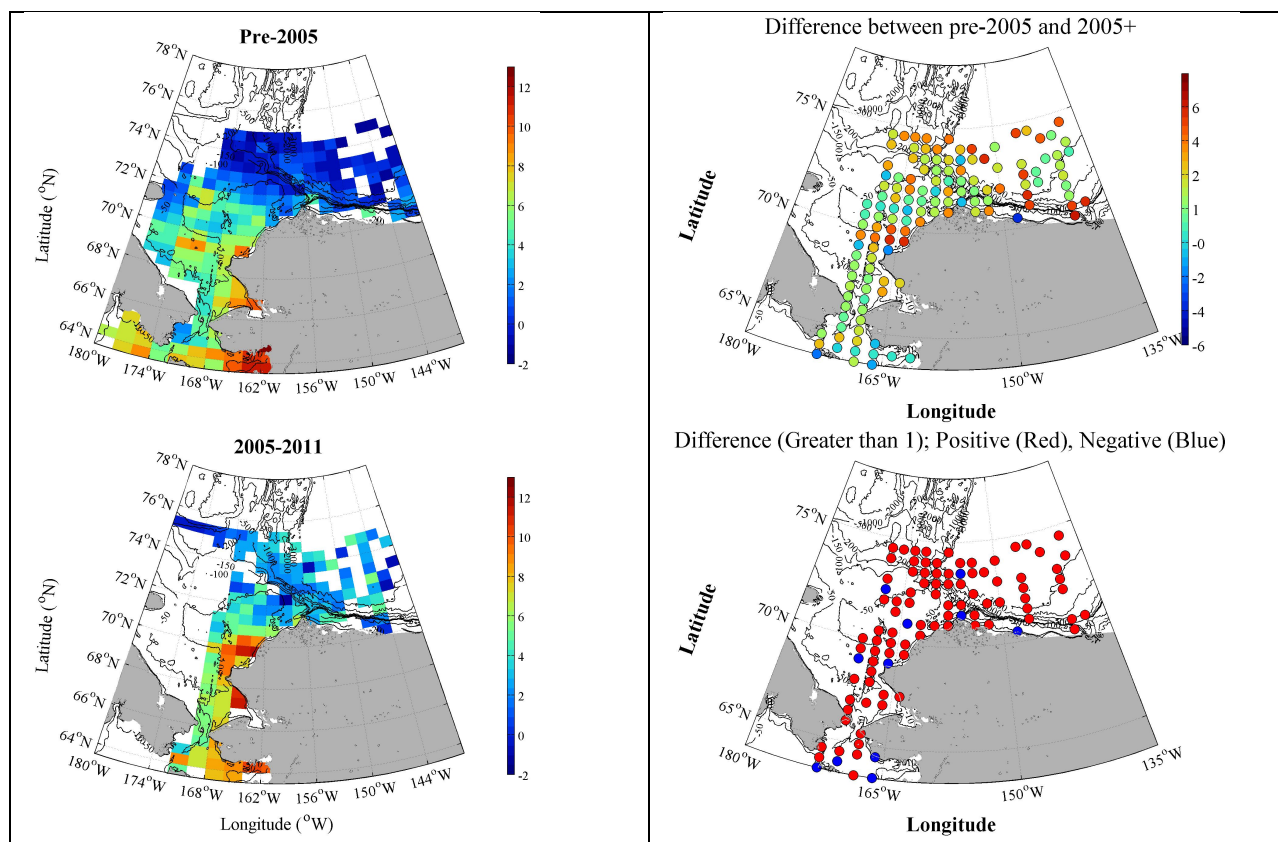 Pre-2005
78°N
76°N
74°N
72°N
70°N
68°N
66°N
64°N
Latitude (°N)
180°W
174°W
168°W
162°W
156°W
150°W
144°W
12
10
8
6
4
2
0
-2
Difference between pre-2005 and 2005+
75°N
70°N
65°N
Latitude
180°W
165°W
150°W
135°W
Longitude
6
4
2
-0
-2
-4
-6
2005-2011
78°N
76°N
74°N
72°N
70°N
68°N
66°N
64°N
Latitude (°N)
180°W
174°W
168°W
162°W
156°W
150°W
144°W
Longitude (°W)
12
10
8
6
4
2
0
-2
Difference (Greater than 1); Positive (Red), Negative (Blue)
75°N
70°N
65°N
Latitude
180°W
165°W
150°W
135°W
Longitude